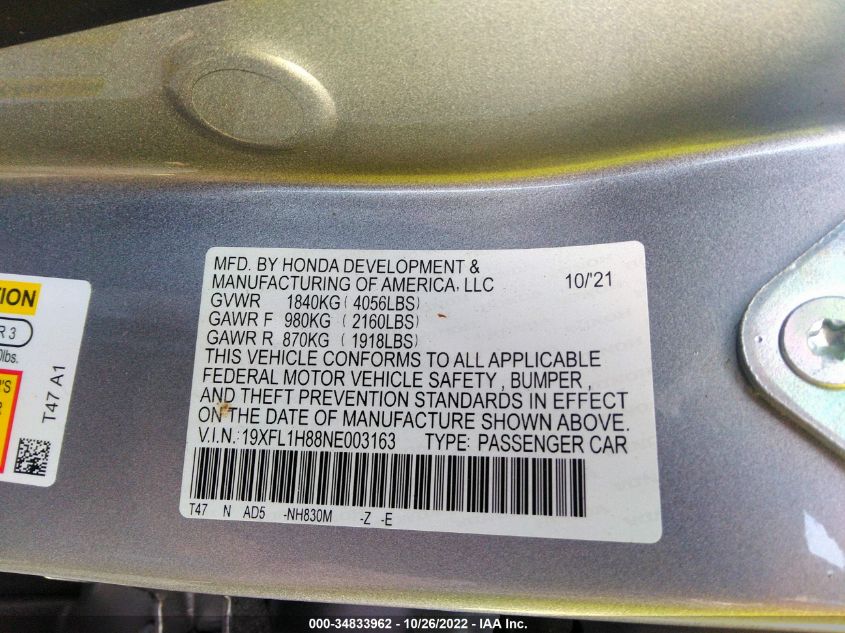 MFD. BY HONDA DEVELOPMENT &
MANUFACTURING OF AMERICA, LLC 10/'21
GVWR 1840KG ( 4056LBS)
GAWR F 980KG ( 2160LBS)
GAWR R 870KG ( 1918LBS)
THIS VEHICLE CONFORMS TO ALL APPLICABLE
FEDERAL MOTOR VEHICLE SAFETY , BUMPER ,
AND THEFT PREVENTION STANDARDS IN EFFECT
ON THE DATE OF MANUFACTURE SHOWN ABOVE.
V.I.N.: 19XFL1H88NE003163 TYPE: PASSENGER CAR
T47 N AD5 -NH830M -Z -E
R 3
lbs.
T47 A1
000-34833962 - 10/26/2022 - IAA Inc.